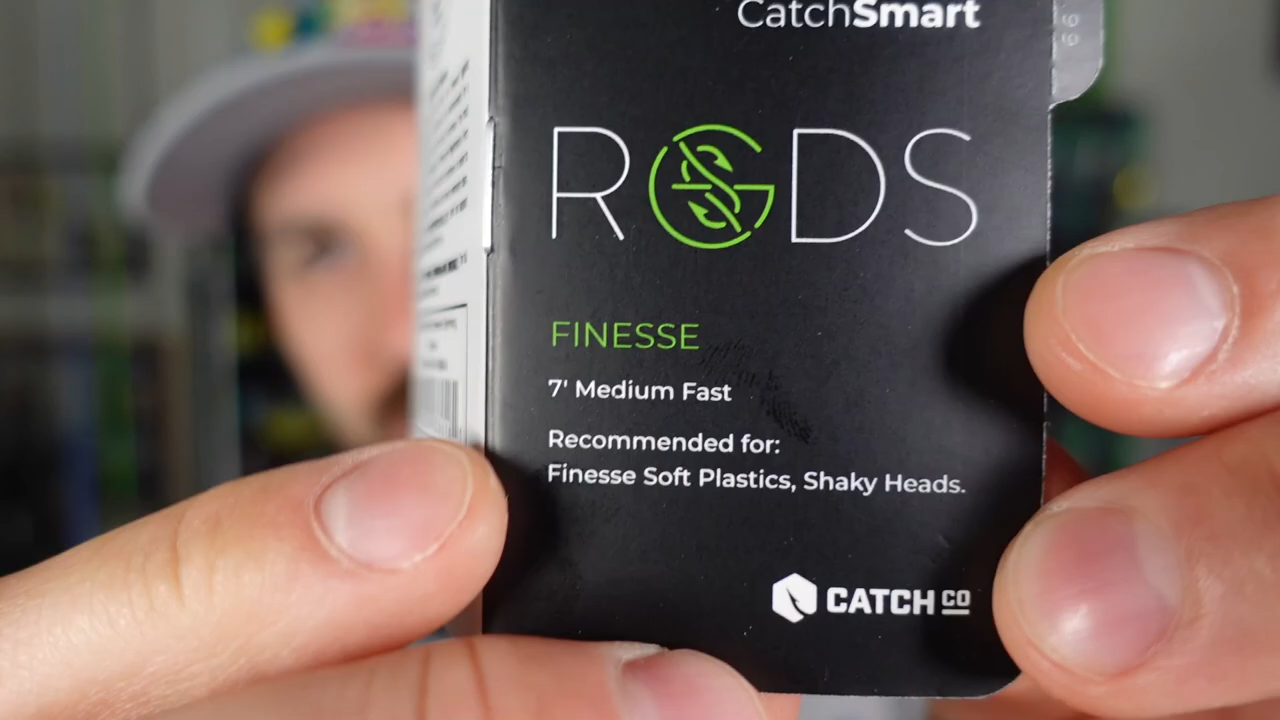 CatchSmart
RODS
FINESSE
7' Medium Fast
Recommended for:
Finesse Soft Plastics, Shaky Heads.
CATCH CO